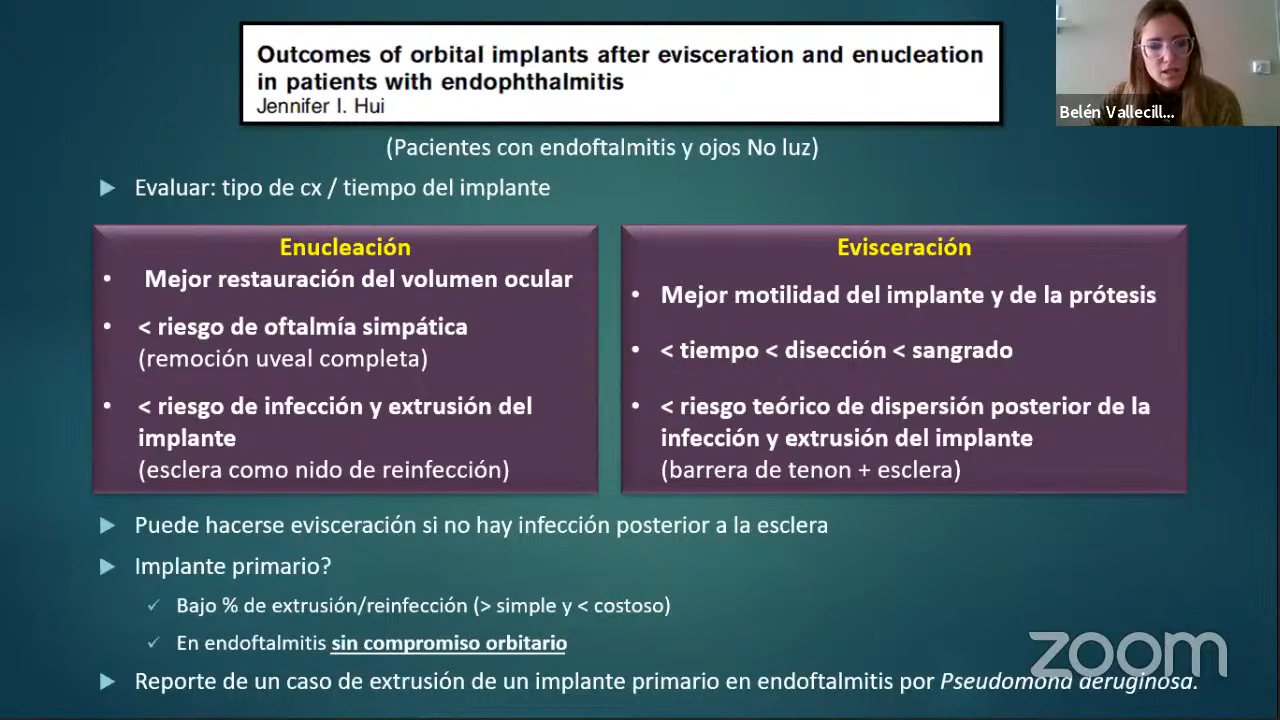 Outcomes of orbital implants after evisceration and enucleation
in patients with endophthalmitis
Jennifer I. Hui
Belén Vallecill...
(Pacientes con endoftalmitis y ojos No luz)
Evaluar: tipo de cx / tiempo del implante
Enucleación
• Mejor restauración del volumen ocular
• < riesgo de oftalmía simpática
(remoción uveal completa)
• < riesgo de infección y extrusión del
implante
(esclera como nido de reinfección)
Evisceración
• Mejor motilidad del implante y de la prótesis
• < tiempo < disección < sangrado
• < riesgo teórico de dispersión posterior de la
infección y extrusión del implante
(barrera de tenon + esclera)
Puede hacerse evisceración si no hay infección posterior a la esclera
Implante primario?
✓ Bajo % de extrusión/reinfección (> simple y < costoso)
✓ En endoftalmitis sin compromiso orbitario
Reporte de un caso de extrusión de un implante primario en endoftalmitis por Pseudomona aeruginosa.
zoom